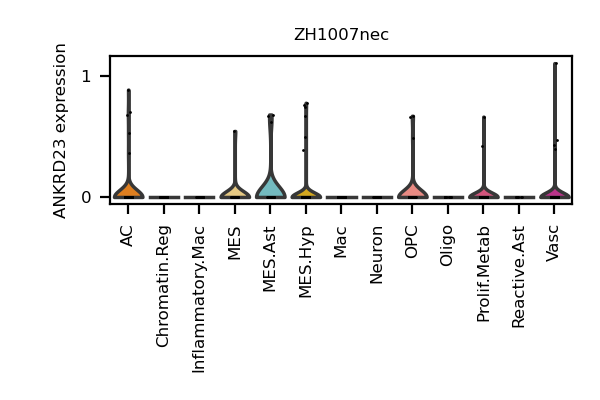 ZH1007nec
ANKRD23 expression
1
0
AC
Chromatin.Reg
Inflammatory.Mac
MES
MES.Ast
MES.Hyp
Mac
Neuron
OPC
Oligo
Prolif.Metab
Reactive.Ast
Vasc